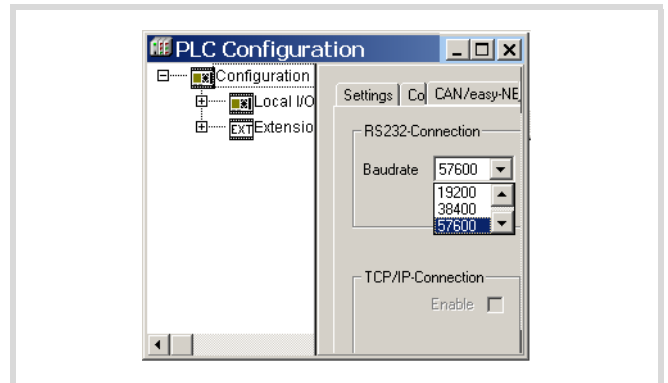 PLC Configuration
Configuration
Local I/O
EXT Extensio
Settings Co CAN/easy-NE
RS232-Connection
Baudrate 57600
19200
38400
57600
TCP/IP-Connection
Enable